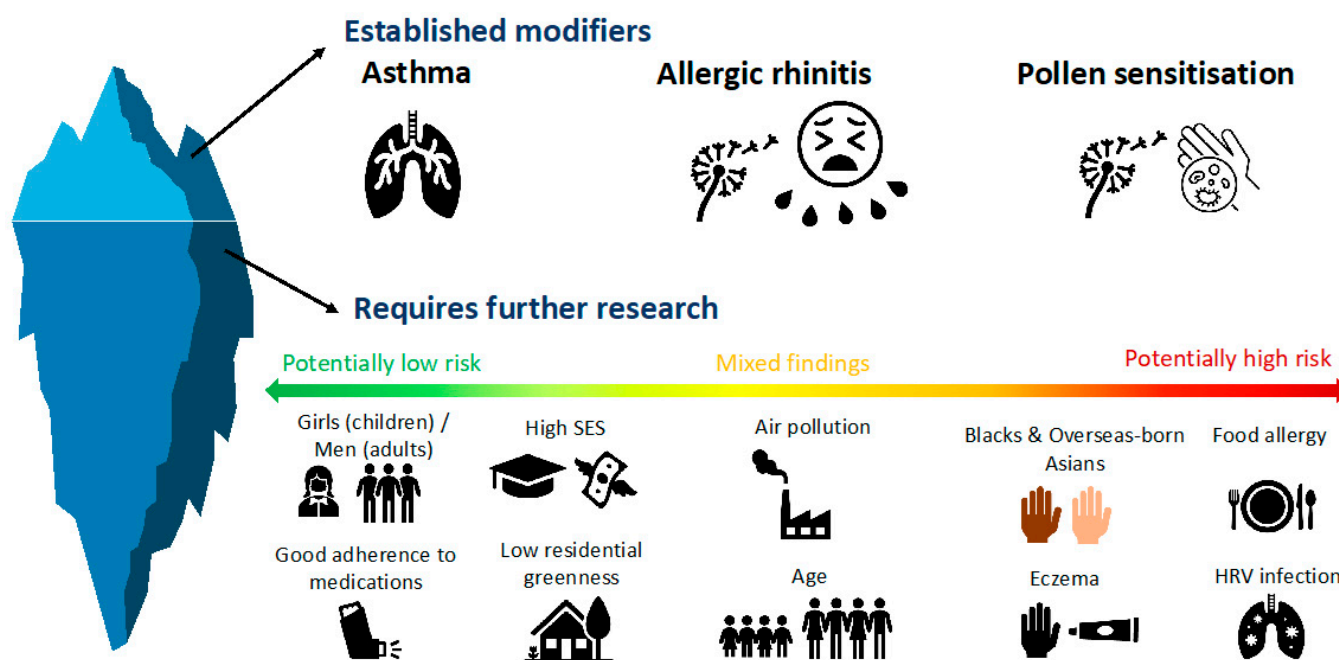 Established modifiers
Asthma
Allergic rhinitis
Pollen sensitisation
Requires further research
Potentially low risk
Mixed findings
Potentially high risk
Girls (children) /
Men (adults)
High SES
Air pollution
Blacks & Overseas-born
Asians
Food allergy
Good adherence to
medications
Low residential
greenness
Age
Eczema
HRV infection